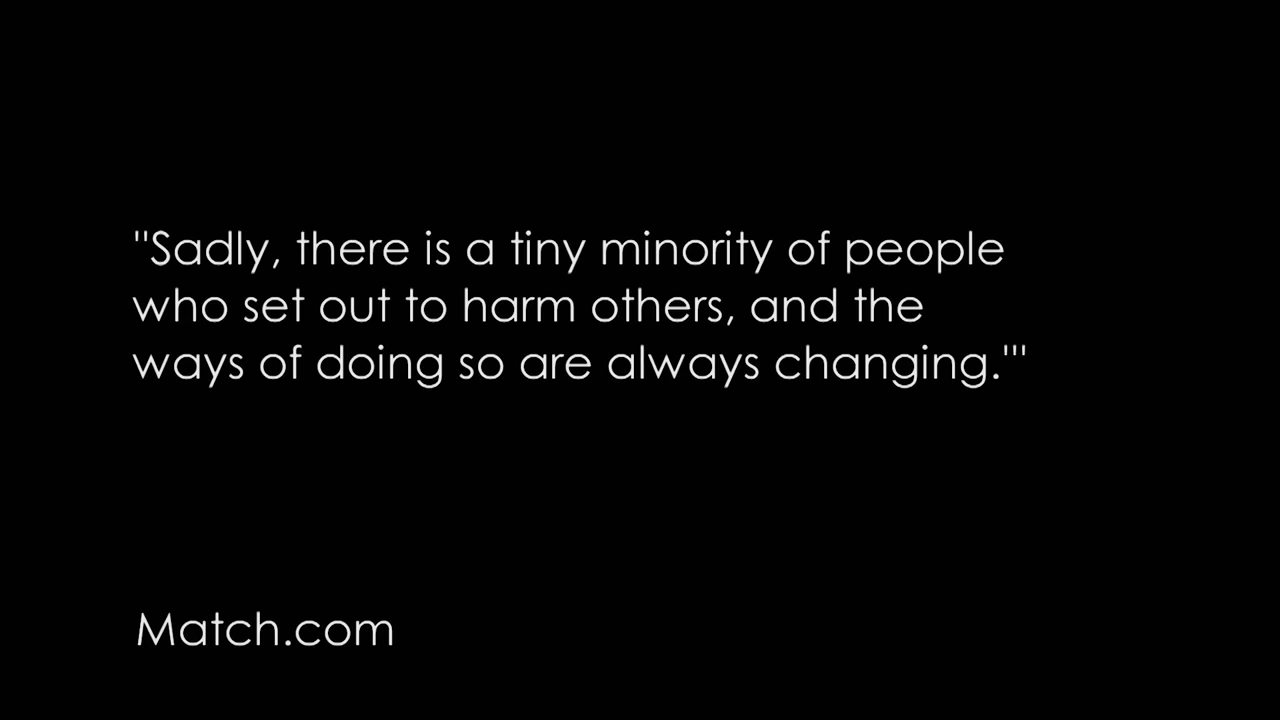 "Sadly, there is a tiny minority of people
who set out to harm others, and the
ways of doing so are always changing.'"
Match.com